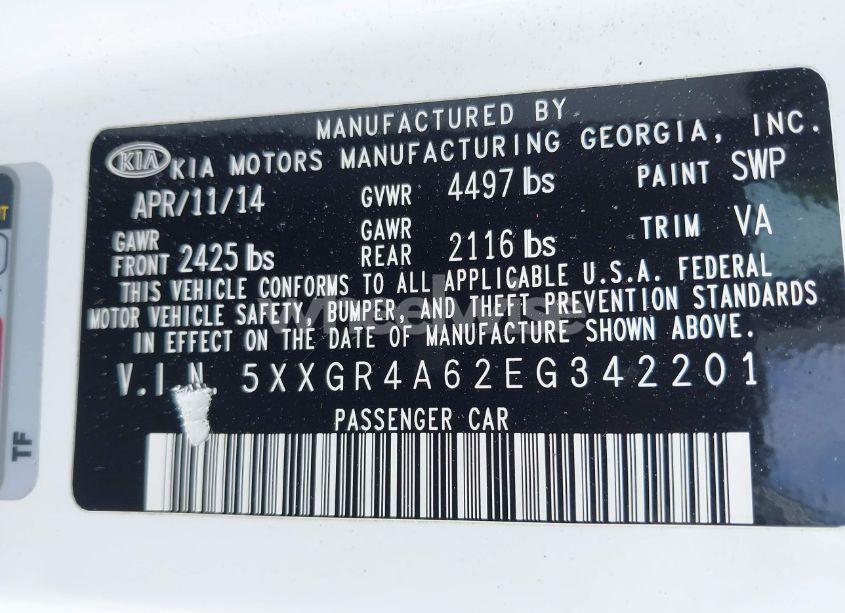 MANUFACTURED BY
KIA KIA MOTORS MANUFACTURING GEORGIA, INC.
APR/11/14 GVWR 4497 lbs PAINT SWP
GAWR FRONT 2425 lbs GAWR REAR 2116 lbs TRIM VA
THIS VEHICLE CONFORMS TO ALL APPLICABLE U.S.A. FEDERAL
MOTOR VEHICLE SAFETY, BUMPER, AND THEFT PREVENTION STANDARDS
IN EFFECT ON THE DATE OF MANUFACTURE SHOWN ABOVE.
V.I.N. 5XXGR4A62EG342201
PASSENGER CAR
TF